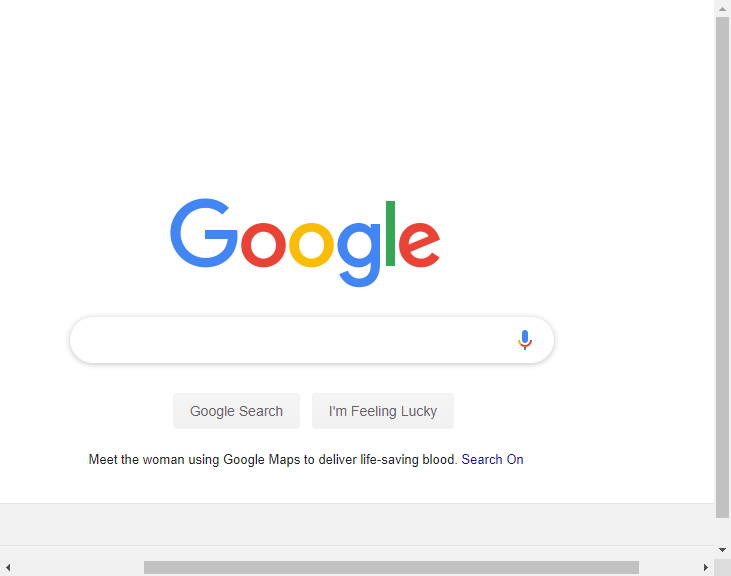 Google
Google Search
I'm Feeling Lucky
Meet the woman using Google Maps to deliver life-saving blood. Search On